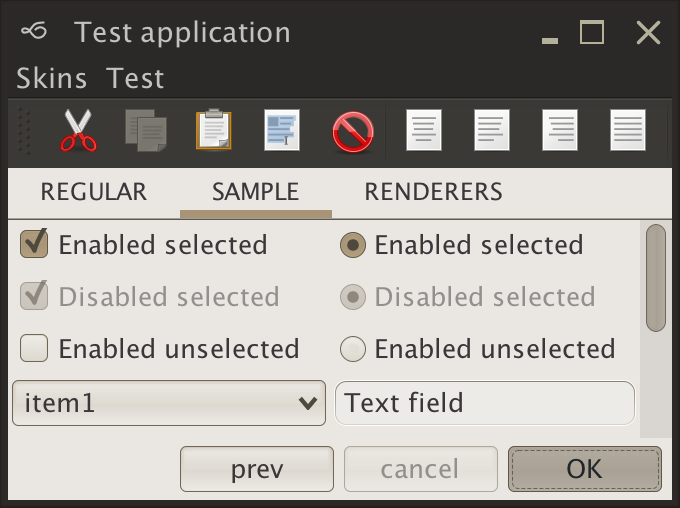 Test application
Skins Test
REGULAR SAMPLE RENDERERS
Enabled selected Enabled selected
Disabled selected Disabled selected
Enabled unselected Enabled unselected
item1 Text field
prev cancel OK